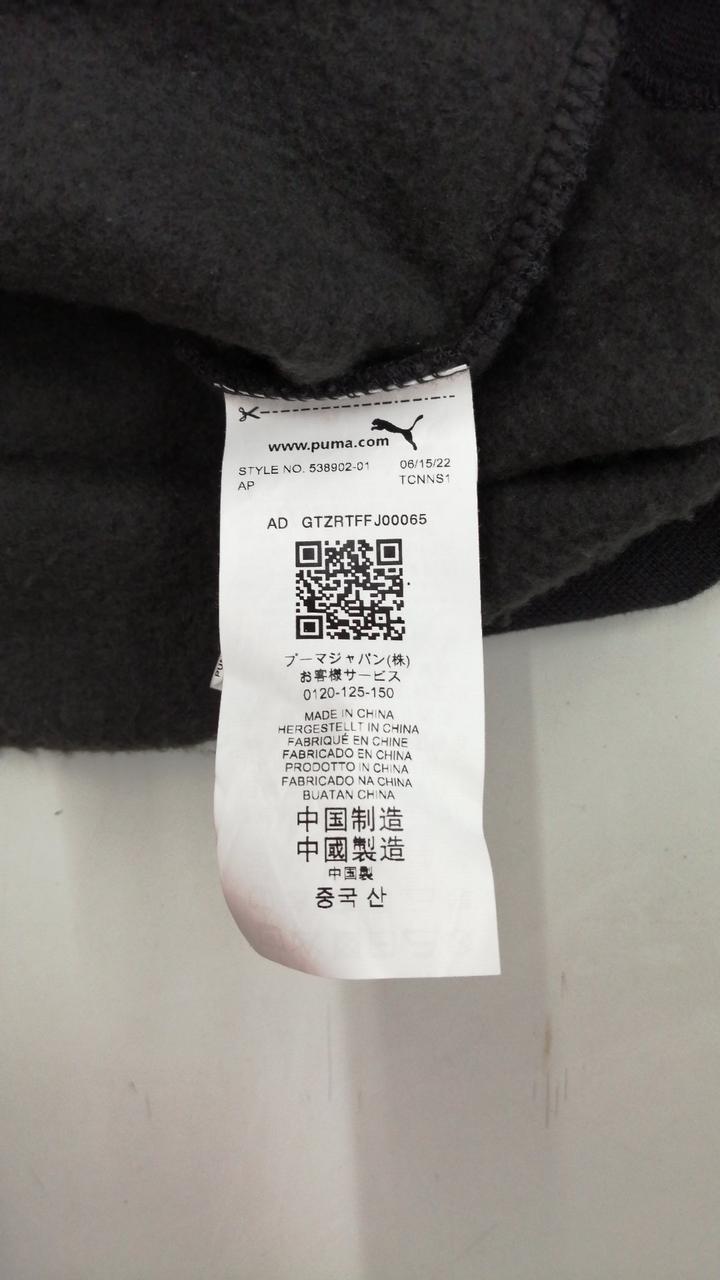 www.puma.com
STYLE NO. 538902-01 06/15/22
AP TCNNS1
AD GTZRTFFJ00065
プーマジャパン(株)
お客様サービス
0120-125-150
MADE IN CHINA
HERGESTELLT IN CHINA
FABRIQUÉ EN CHINE
FABRICADO EN CHINA
PRODOTTO IN CHINA
FABRICADO NA CHINA
BUATAN CHINA
中国制造
中國製造
中国製
중국 산